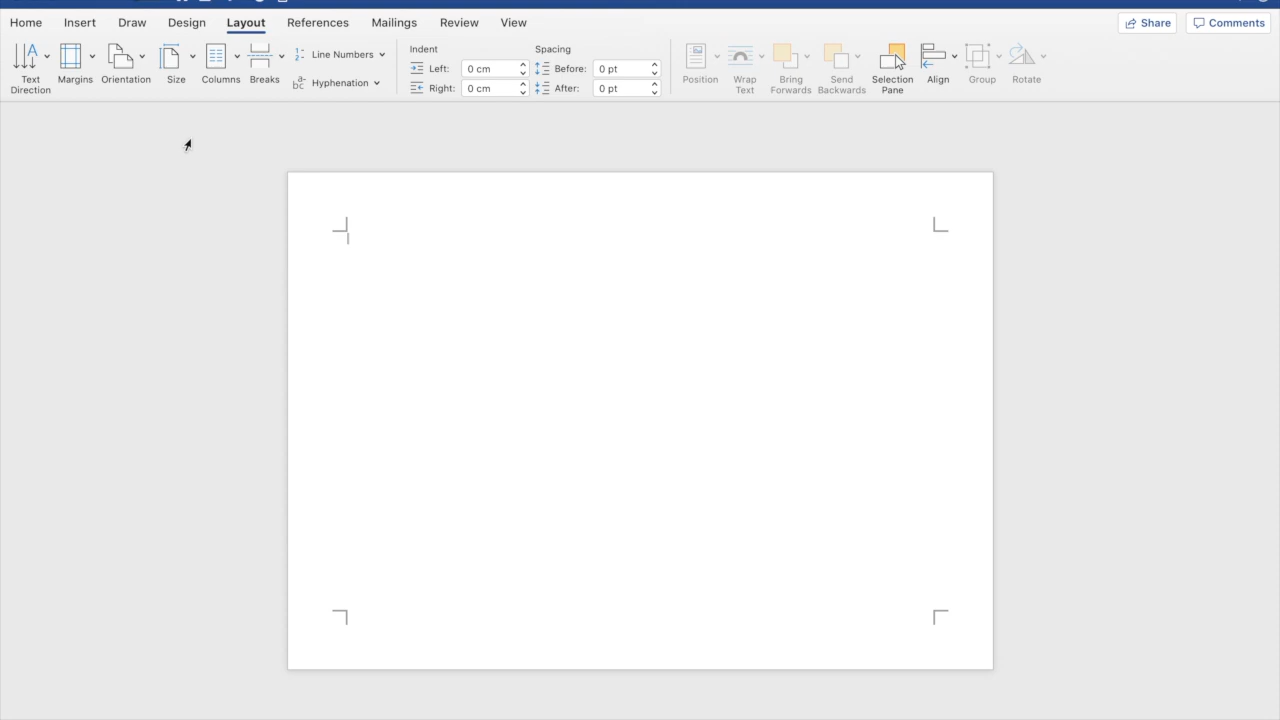 Home Insert Draw Design Layout References Mailings Review View Share Comments
Text Direction Margins Orientation Size Columns Breaks
Line Numbers
Hyphenation
Indent Spacing
Left: 0 cm Before: 0 pt
Right: 0 cm After: 0 pt
Position Wrap Text Bring Forwards Send Backwards Selection Pane Align Group Rotate